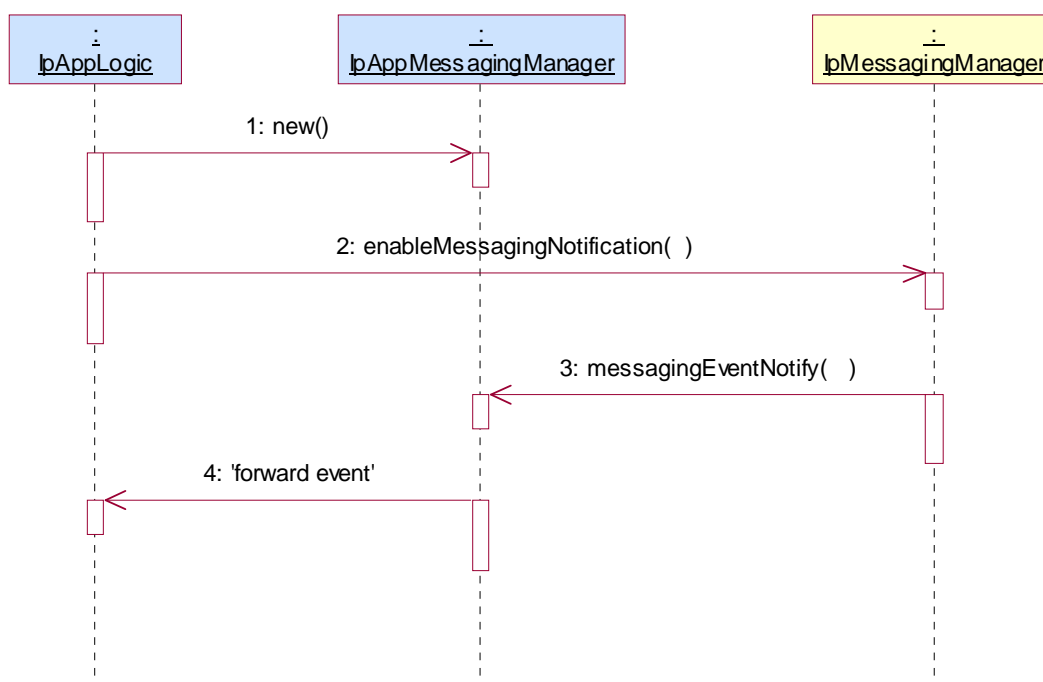 :
IpAppLogic
:
IpAppMessagingManager
:
IpMessagingManager
1: new()
2: enableMessagingNotification(  )
3: messagingEventNotify(   )
4: 'forward event'